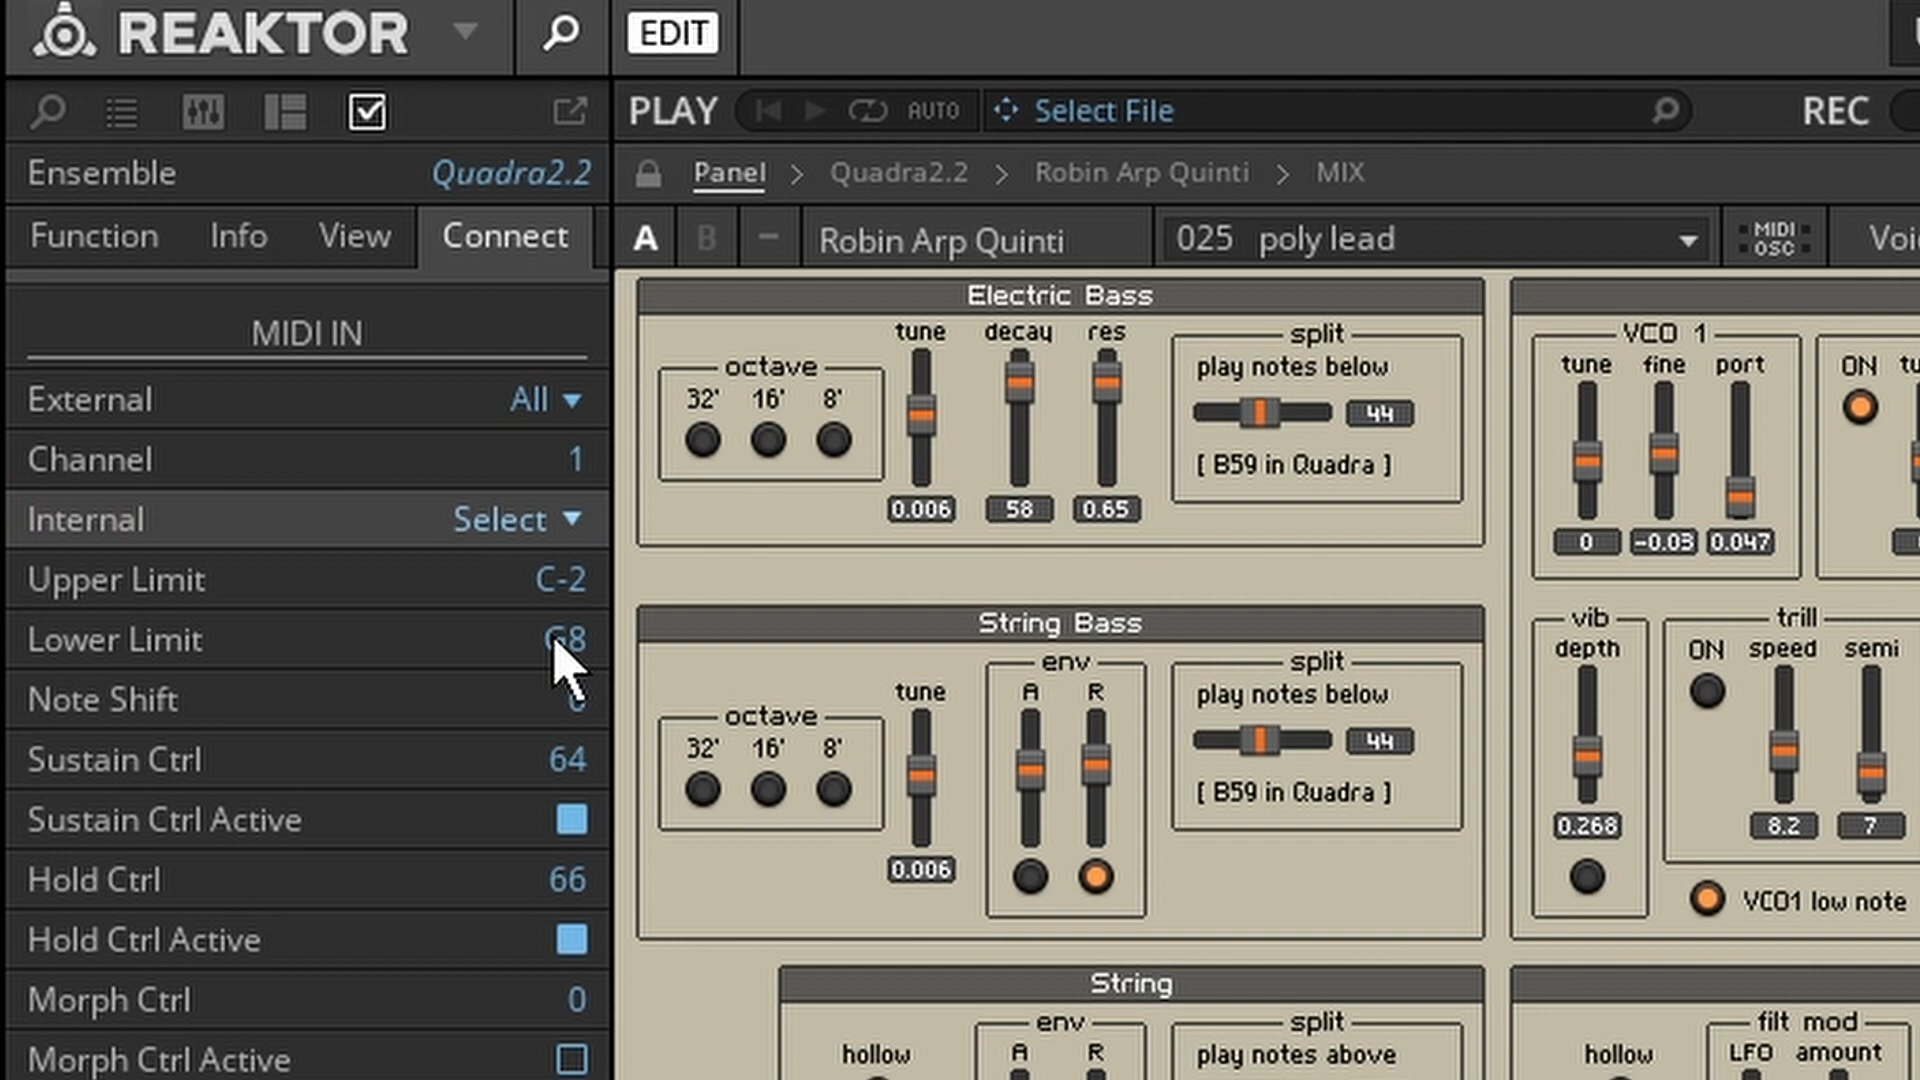 REAKTOR
EDIT
PLAY AUTO Select File REC
Ensemble Quadra2.2
Panel > Quadra2.2 > Robin Arp Quinti > MIX
Function Info View Connect
A B – Robin Arp Quinti 025 poly lead MIDI OSC
MIDI IN
External All
Channel 1
Internal Select
Upper Limit C-2
Lower Limit G8
Note Shift
Sustain Ctrl 64
Sustain Ctrl Active
Hold Ctrl 66
Hold Ctrl Active
Morph Ctrl 0
Morph Ctrl Active
Electric Bass
octave
32' 16' 8'
tune decay res
0.006 58 0.65
split
play notes below
44
[ B59 in Quadra ]
String Bass
octave
32' 16' 8'
tune
0.006
env
A R
split
play notes below
44
[ B59 in Quadra ]
String
hollow
env
A R
split
play notes above
VCO 1
tune fine port
0 -0.03 0.047
ON
vib
depth
0.268
trill
ON speed semi
8.2 7
VCO1 low note
hollow
filt mod
LFO amount